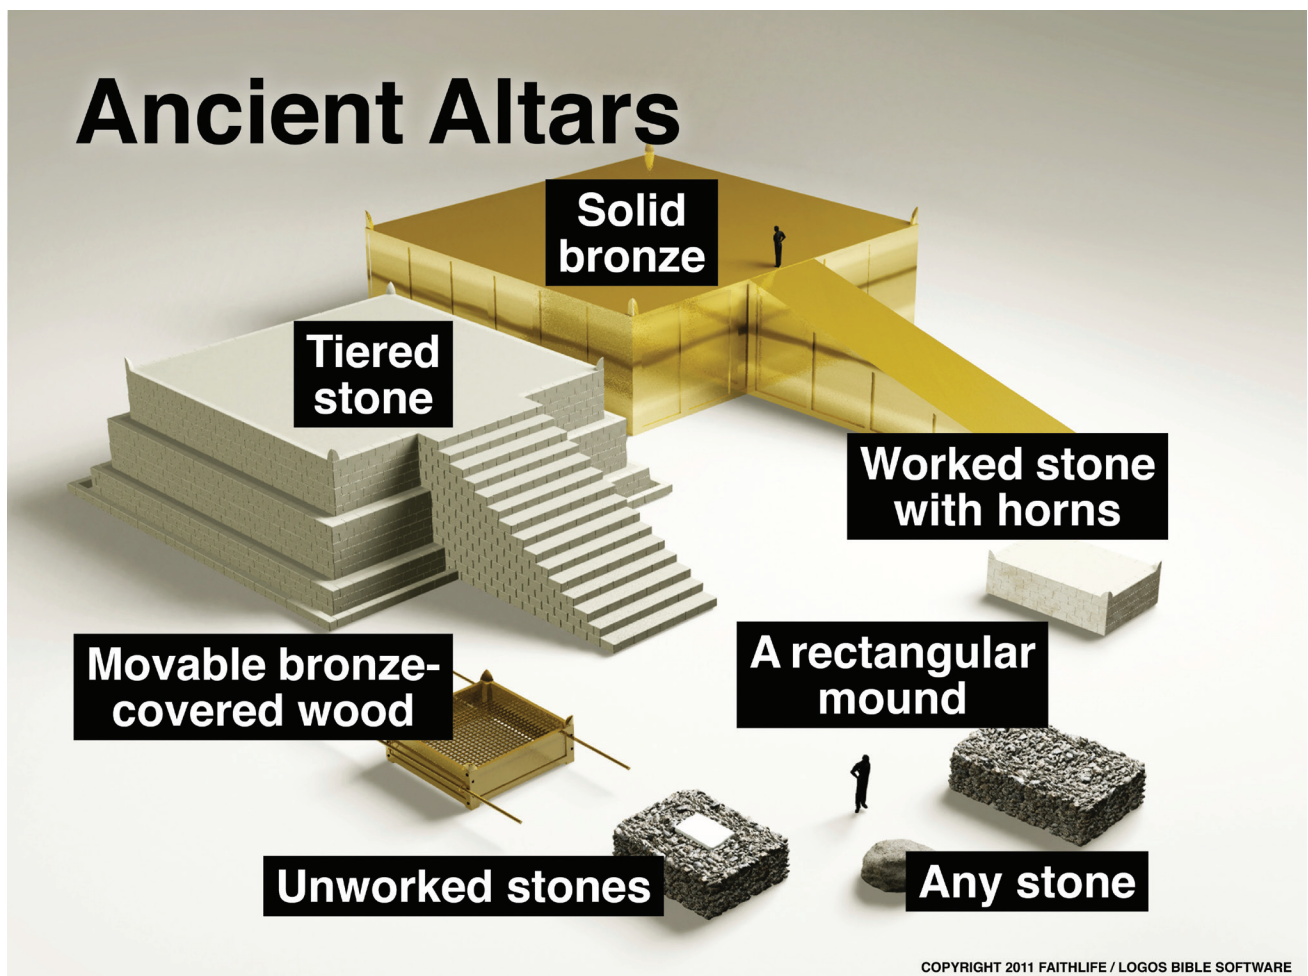 Ancient Altars
Solid
bronze
Tiered
stone
Worked stone
with horns
Movable bronze-
covered wood
A rectangular
mound
Unworked stones
Any stone
COPYRIGHT 2011 FAITHLIFE / LOGOS BIBLE SOFTWARE